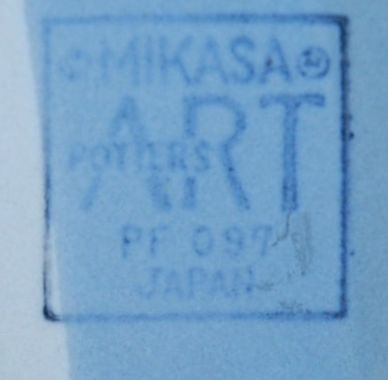 MIKASA
ART
POTTERS
PF 097
JAPAN